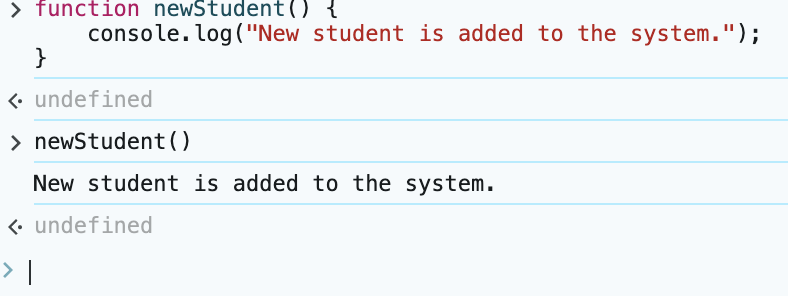 > function newStudent() {
    console.log("New student is added to the system.");
}
<· undefined
> newStudent()
New student is added to the system.
<· undefined
>